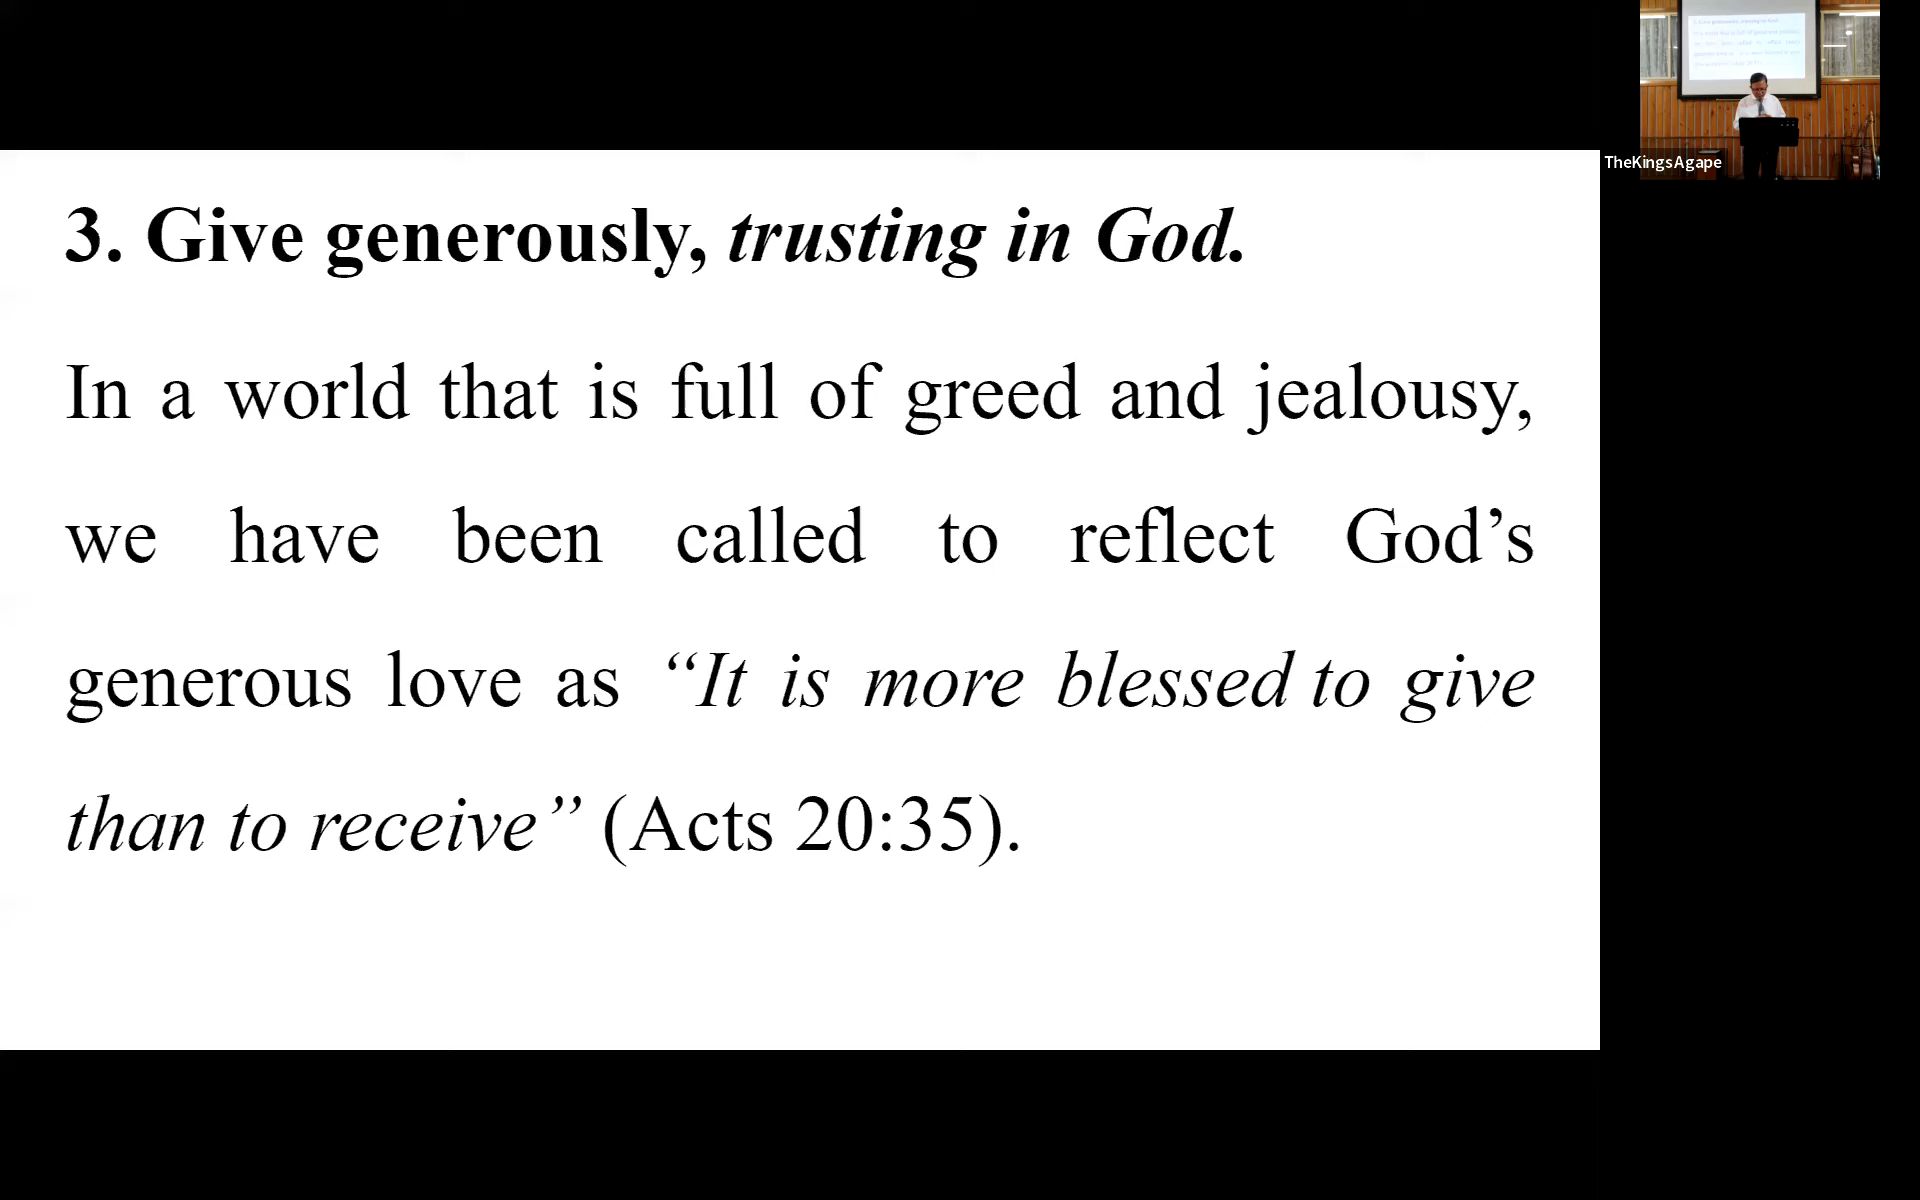 3. Give generously, trusting in God.
In a world that is full of greed and jealousy,
we have been called to reflect God’s
generous love as “It is more blessed to give
than to receive” (Acts 20:35).
TheKingsAgape